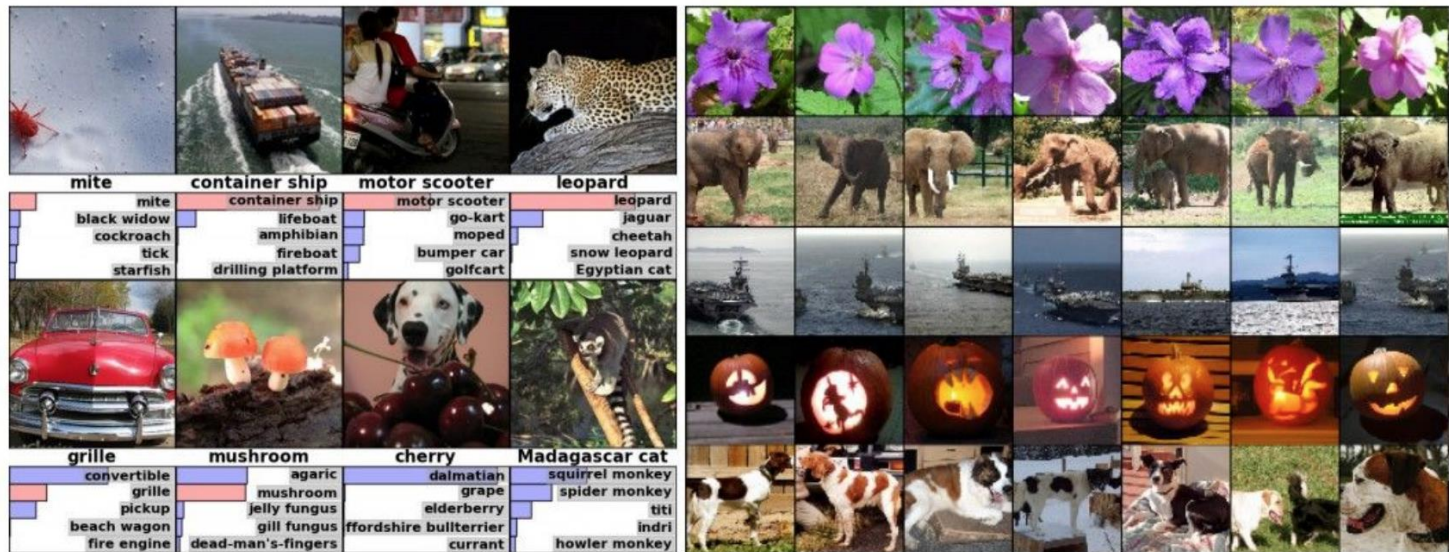 mite container ship motor scooter leopard
mite container ship motor scooter leopard
black widow lifeboat go-kart jaguar
cockroach amphibian moped cheetah
tick fireboat bumper car snow leopard
starfish drilling platform golfcart Egyptian cat
grille mushroom cherry Madagascar cat
convertible agaric dalmatian squirrel monkey
grille mushroom grape spider monkey
pickup jelly fungus elderberry titi
beach wagon gill fungus ffordshire bullterrier indri
fire engine dead-man's-fingers currant howler monkey